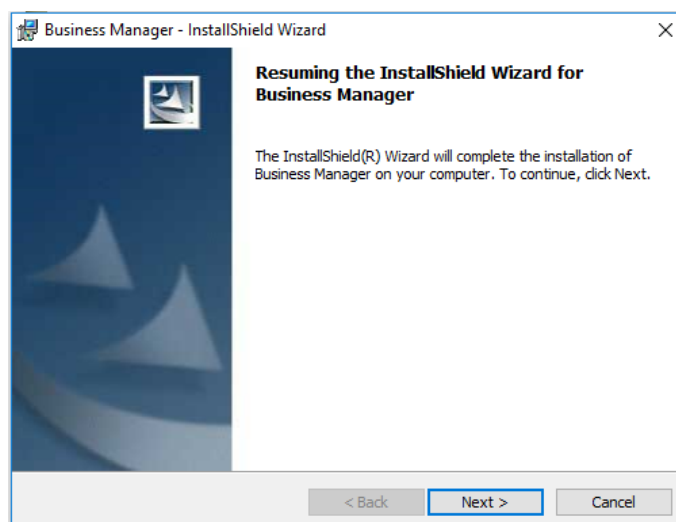 Business Manager - InstallShield Wizard
Resuming the InstallShield Wizard for
Business Manager
The InstallShield(R) Wizard will complete the installation of
Business Manager on your computer. To continue, click Next.
< Back
Next >
Cancel